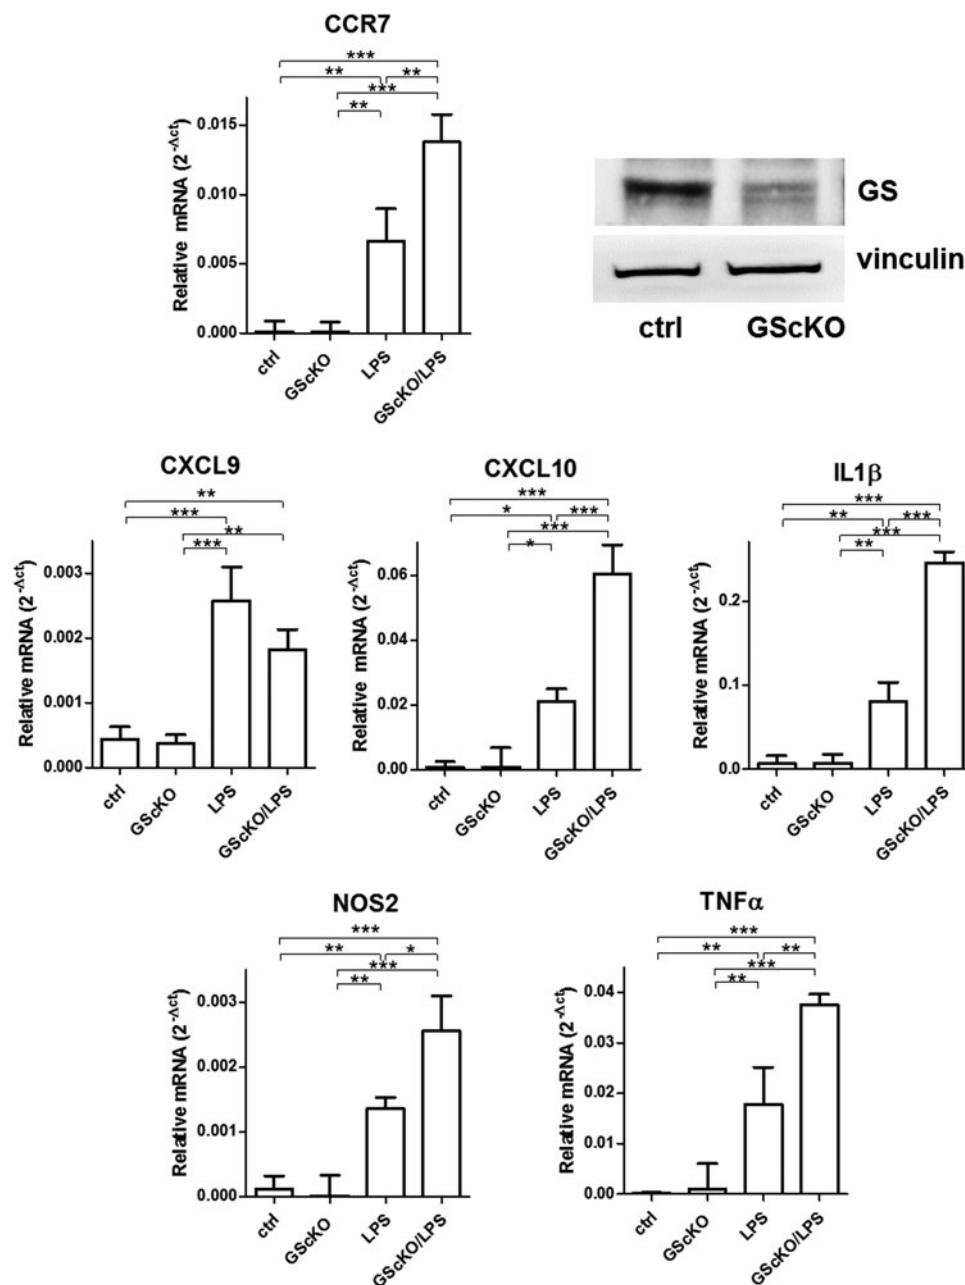 CCR7
***
** **
***
**
Relative mRNA (2^-Δct)
0.015
0.010
0.005
0.000
ctrl
GScKO
LPS
GScKO/LPS
GS
vinculin
ctrl GScKO
CXCL9
**
***
**
***
Relative mRNA (2^-Δct)
0.003
0.002
0.001
0.000
ctrl
GScKO
LPS
GScKO/LPS
CXCL10
***
* ***
***
*
Relative mRNA (2^-Δct)
0.06
0.04
0.02
0.00
ctrl
GScKO
LPS
GScKO/LPS
IL1β
***
** ***
***
**
Relative mRNA (2^-Δct)
0.2
0.1
0.0
ctrl
GScKO
LPS
GScKO/LPS
NOS2
***
** *
***
**
Relative mRNA (2^-Δct)
0.003
0.002
0.001
0.000
ctrl
GScKO
LPS
GScKO/LPS
TNFα
***
** **
***
**
Relative mRNA (2^-Δct)
0.04
0.03
0.02
0.01
0.00
ctrl
GScKO
LPS
GScKO/LPS